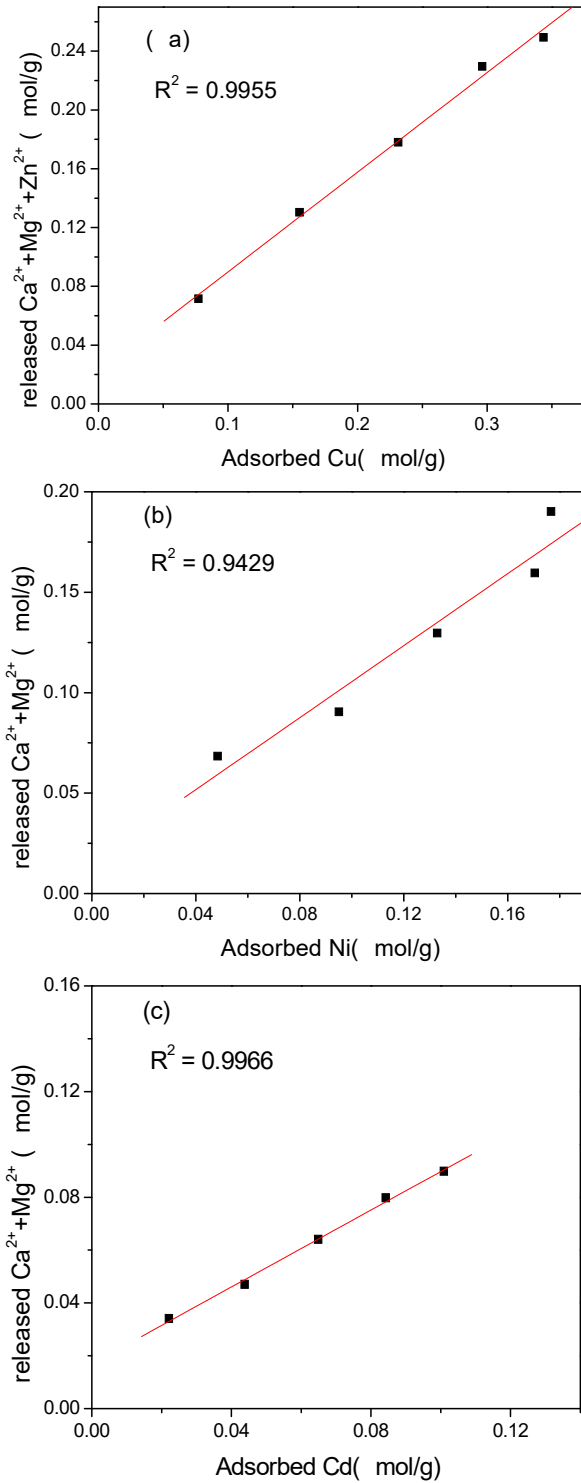 ( a)
R² = 0.9955
0.24
0.20
0.16
0.12
0.08
0.04
0.00
released Ca²⁺+Mg²⁺+Zn²⁺ ( mol/g)
0.0 0.1 0.2 0.3
Adsorbed Cu( mol/g)
(b)
R² = 0.9429
0.20
0.15
0.10
0.05
0.00
released Ca²⁺+Mg²⁺ ( mol/g)
0.00 0.04 0.08 0.12 0.16
Adsorbed Ni( mol/g)
(c)
R² = 0.9966
0.16
0.12
0.08
0.04
0.00
released Ca²⁺+Mg²⁺ ( mol/g)
0.00 0.04 0.08 0.12
Adsorbed Cd( mol/g)